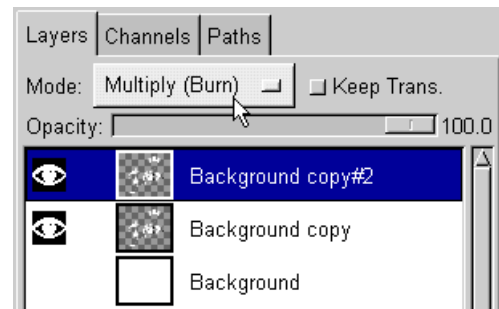 Layers Channels Paths
Mode: Multiply (Burn) Keep Trans.
Opacity: 100.0
Background copy#2
Background copy
Background